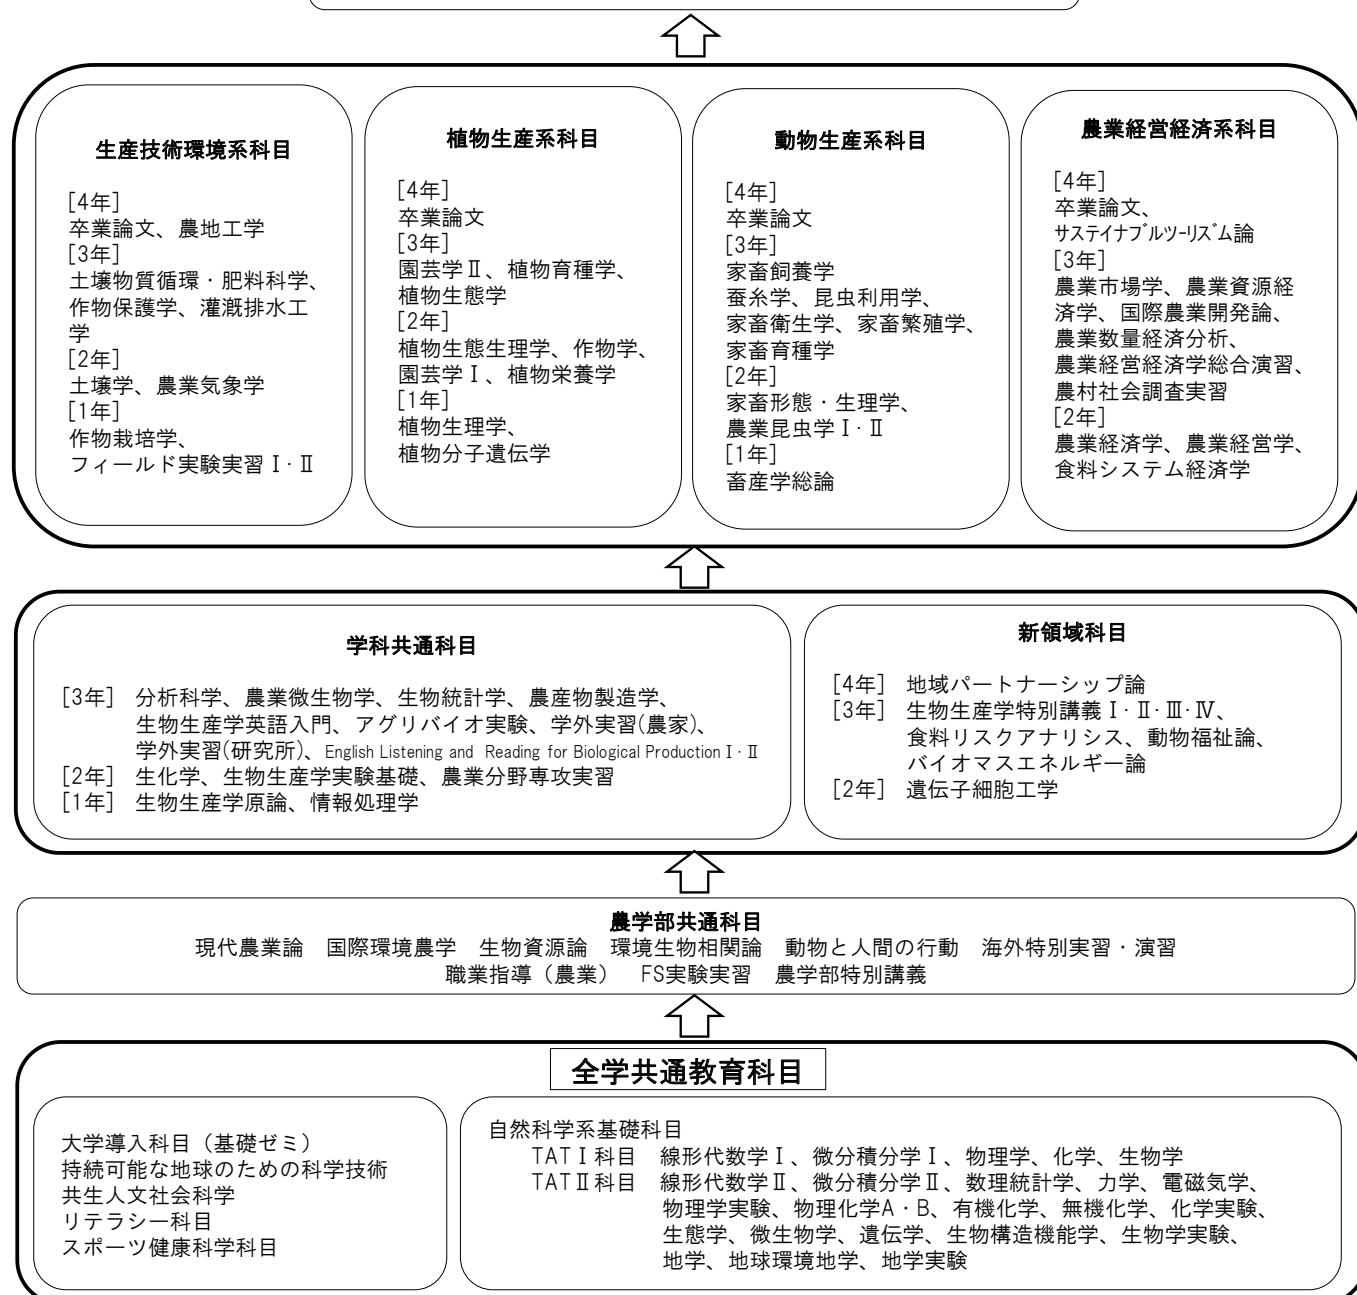 生産技術環境系科目
[4年]
卒業論文、農地工学
[3年]
土壌物質循環・肥料科学、
作物保護学、灌漑排水工
学
[2年]
土壌学、農業気象学
[1年]
作物栽培学、
フィールド実験実習Ⅰ・Ⅱ
植物生産系科目
[4年]
卒業論文
[3年]
園芸学Ⅱ、植物育種学、
植物生態学
[2年]
植物生態生理学、作物学、
園芸学Ⅰ、植物栄養学
[1年]
植物生理学、
植物分子遺伝学
動物生産系科目
[4年]
卒業論文
[3年]
家畜飼養学
蚕糸学、昆虫利用学、
家畜衛生学、家畜繁殖学、
家畜育種学
[2年]
家畜形態・生理学、
農業昆虫学Ⅰ・Ⅱ
[1年]
畜産学総論
農業経営経済系科目
[4年]
卒業論文、
サステイナブルツーリズム論
[3年]
農業市場学、農業資源経
済学、国際農業開発論、
農業数量経済分析、
農業経営経済学総合演習、
農村社会調査実習
[2年]
農業経済学、農業経営学、
食料システム経済学
学科共通科目
[3年] 分析科学、農業微生物学、生物統計学、農産物製造学、
生物生産学英語入門、アグリバイオ実験、学外実習(農家)、
学外実習(研究所)、English Listening and Reading for Biological Production Ⅰ・Ⅱ
[2年] 生化学、生物生産学実験基礎、農業分野専攻実習
[1年] 生物生産学原論、情報処理学
新領域科目
[4年] 地域パートナーシップ論
[3年] 生物生産学特別講義Ⅰ・Ⅱ・Ⅲ・Ⅳ、
食料リスクアナリシス、動物福祉論、
バイオマスエネルギー論
[2年] 遺伝子細胞工学
農学部共通科目
現代農業論 国際環境農学 生物資源論 環境生物相関論 動物と人間の行動 海外特別実習・演習
職業指導（農業） FS実験実習 農学部特別講義
全学共通教育科目
大学導入科目（基礎ゼミ）
持続可能な地球のための科学技術
共生人文社会科学
リテラシー科目
スポーツ健康科学科目
自然科学系基礎科目
TATⅠ科目 線形代数学Ⅰ、微分積分学Ⅰ、物理学、化学、生物学
TATⅡ科目 線形代数学Ⅱ、微分積分学Ⅱ、数理統計学、力学、電磁気学、
物理学実験、物理化学A・B、有機化学、無機化学、化学実験、
生態学、微生物学、遺伝学、生物構造機能学、生物学実験、
地学、地球環境地学、地学実験